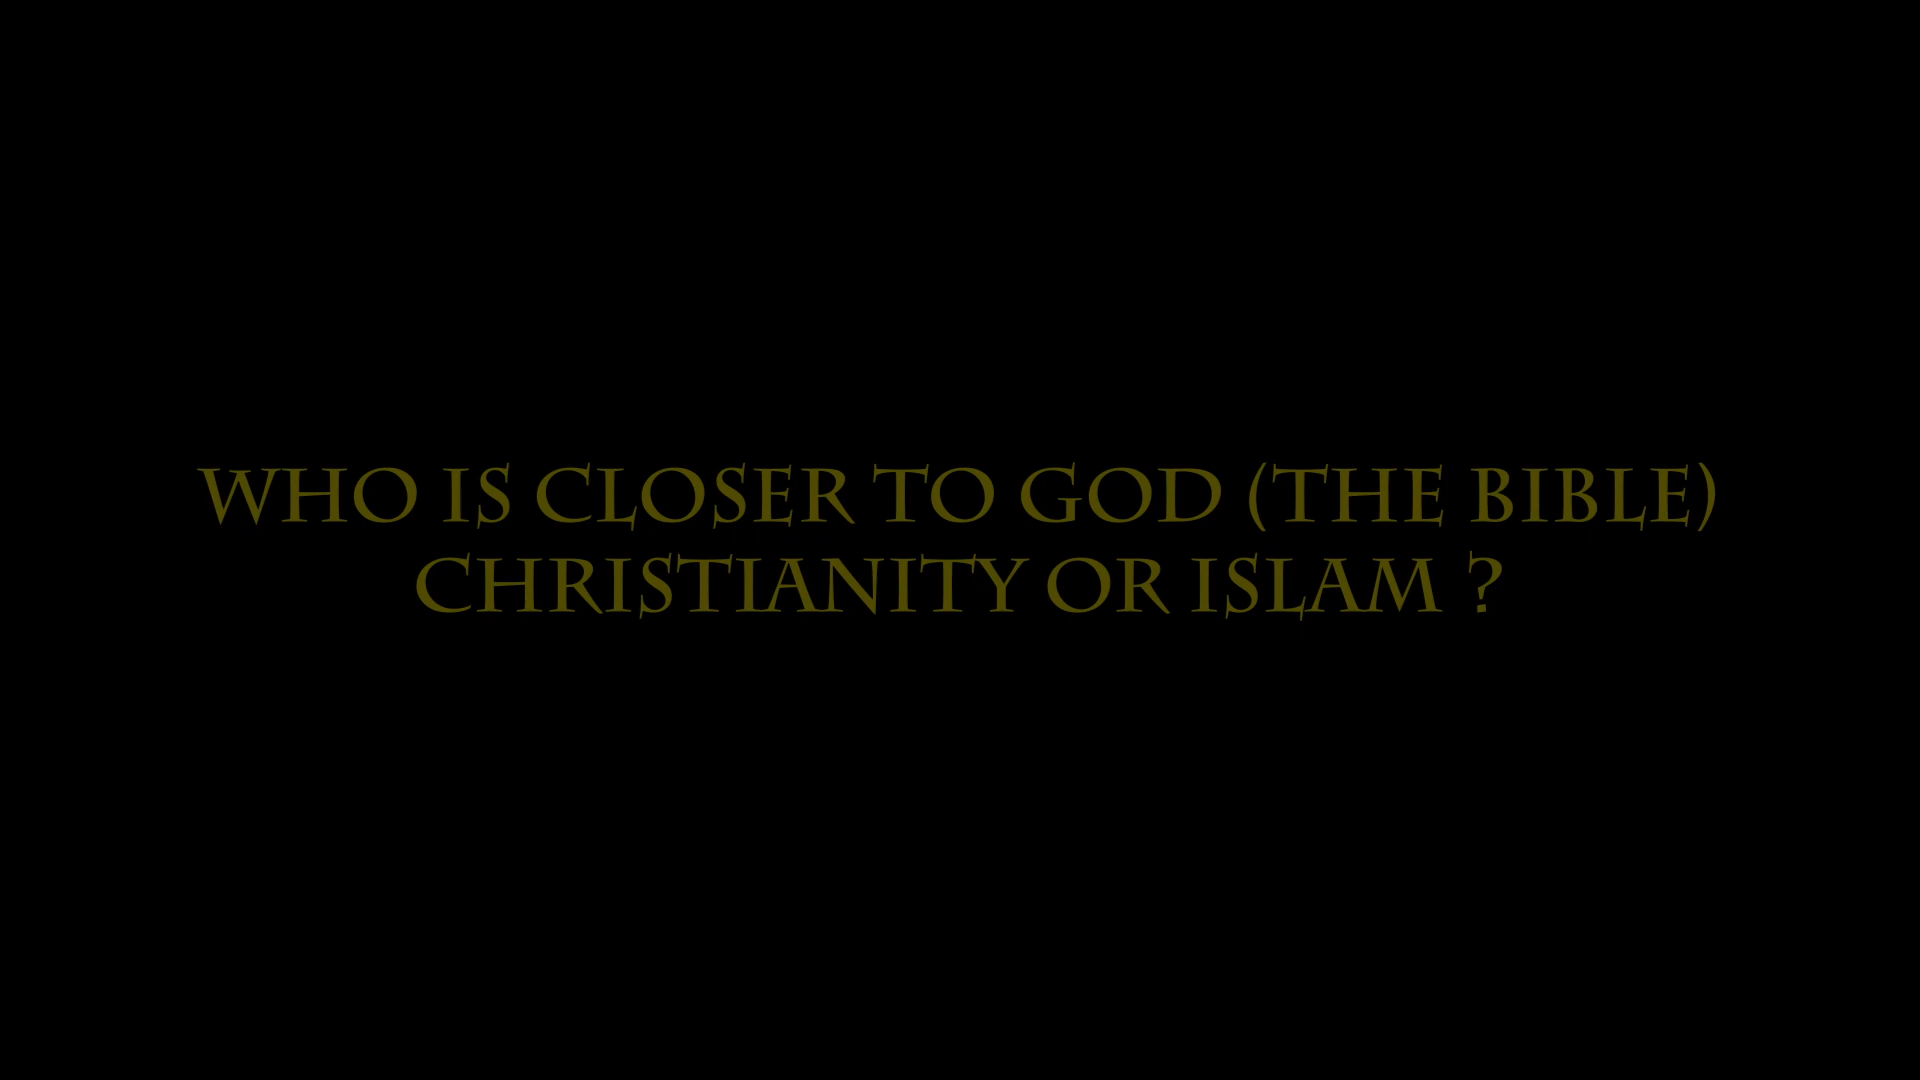 WHO IS CLOSER TO GOD (THE BIBLE)
CHRISTIANITY OR ISLAM ?